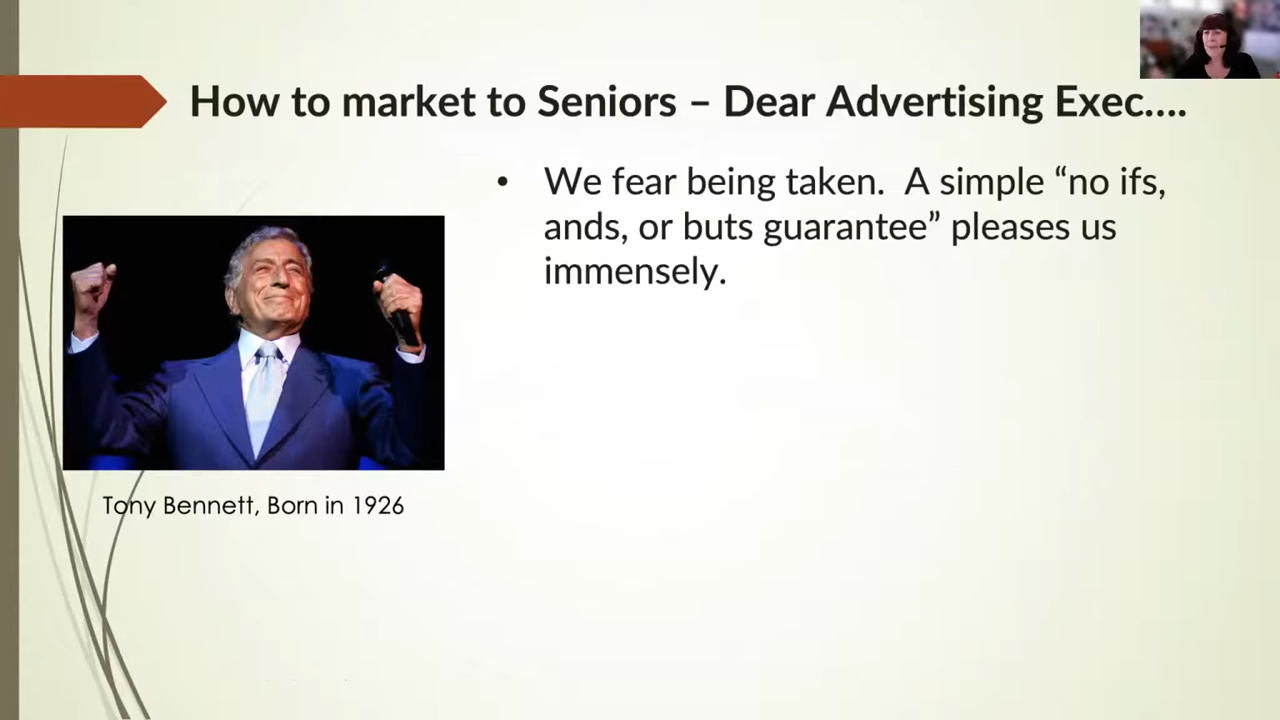 How to market to Seniors – Dear Advertising Exec....
• We fear being taken.  A simple “no ifs,
ands, or buts guarantee” pleases us
immensely.
Tony Bennett, Born in 1926